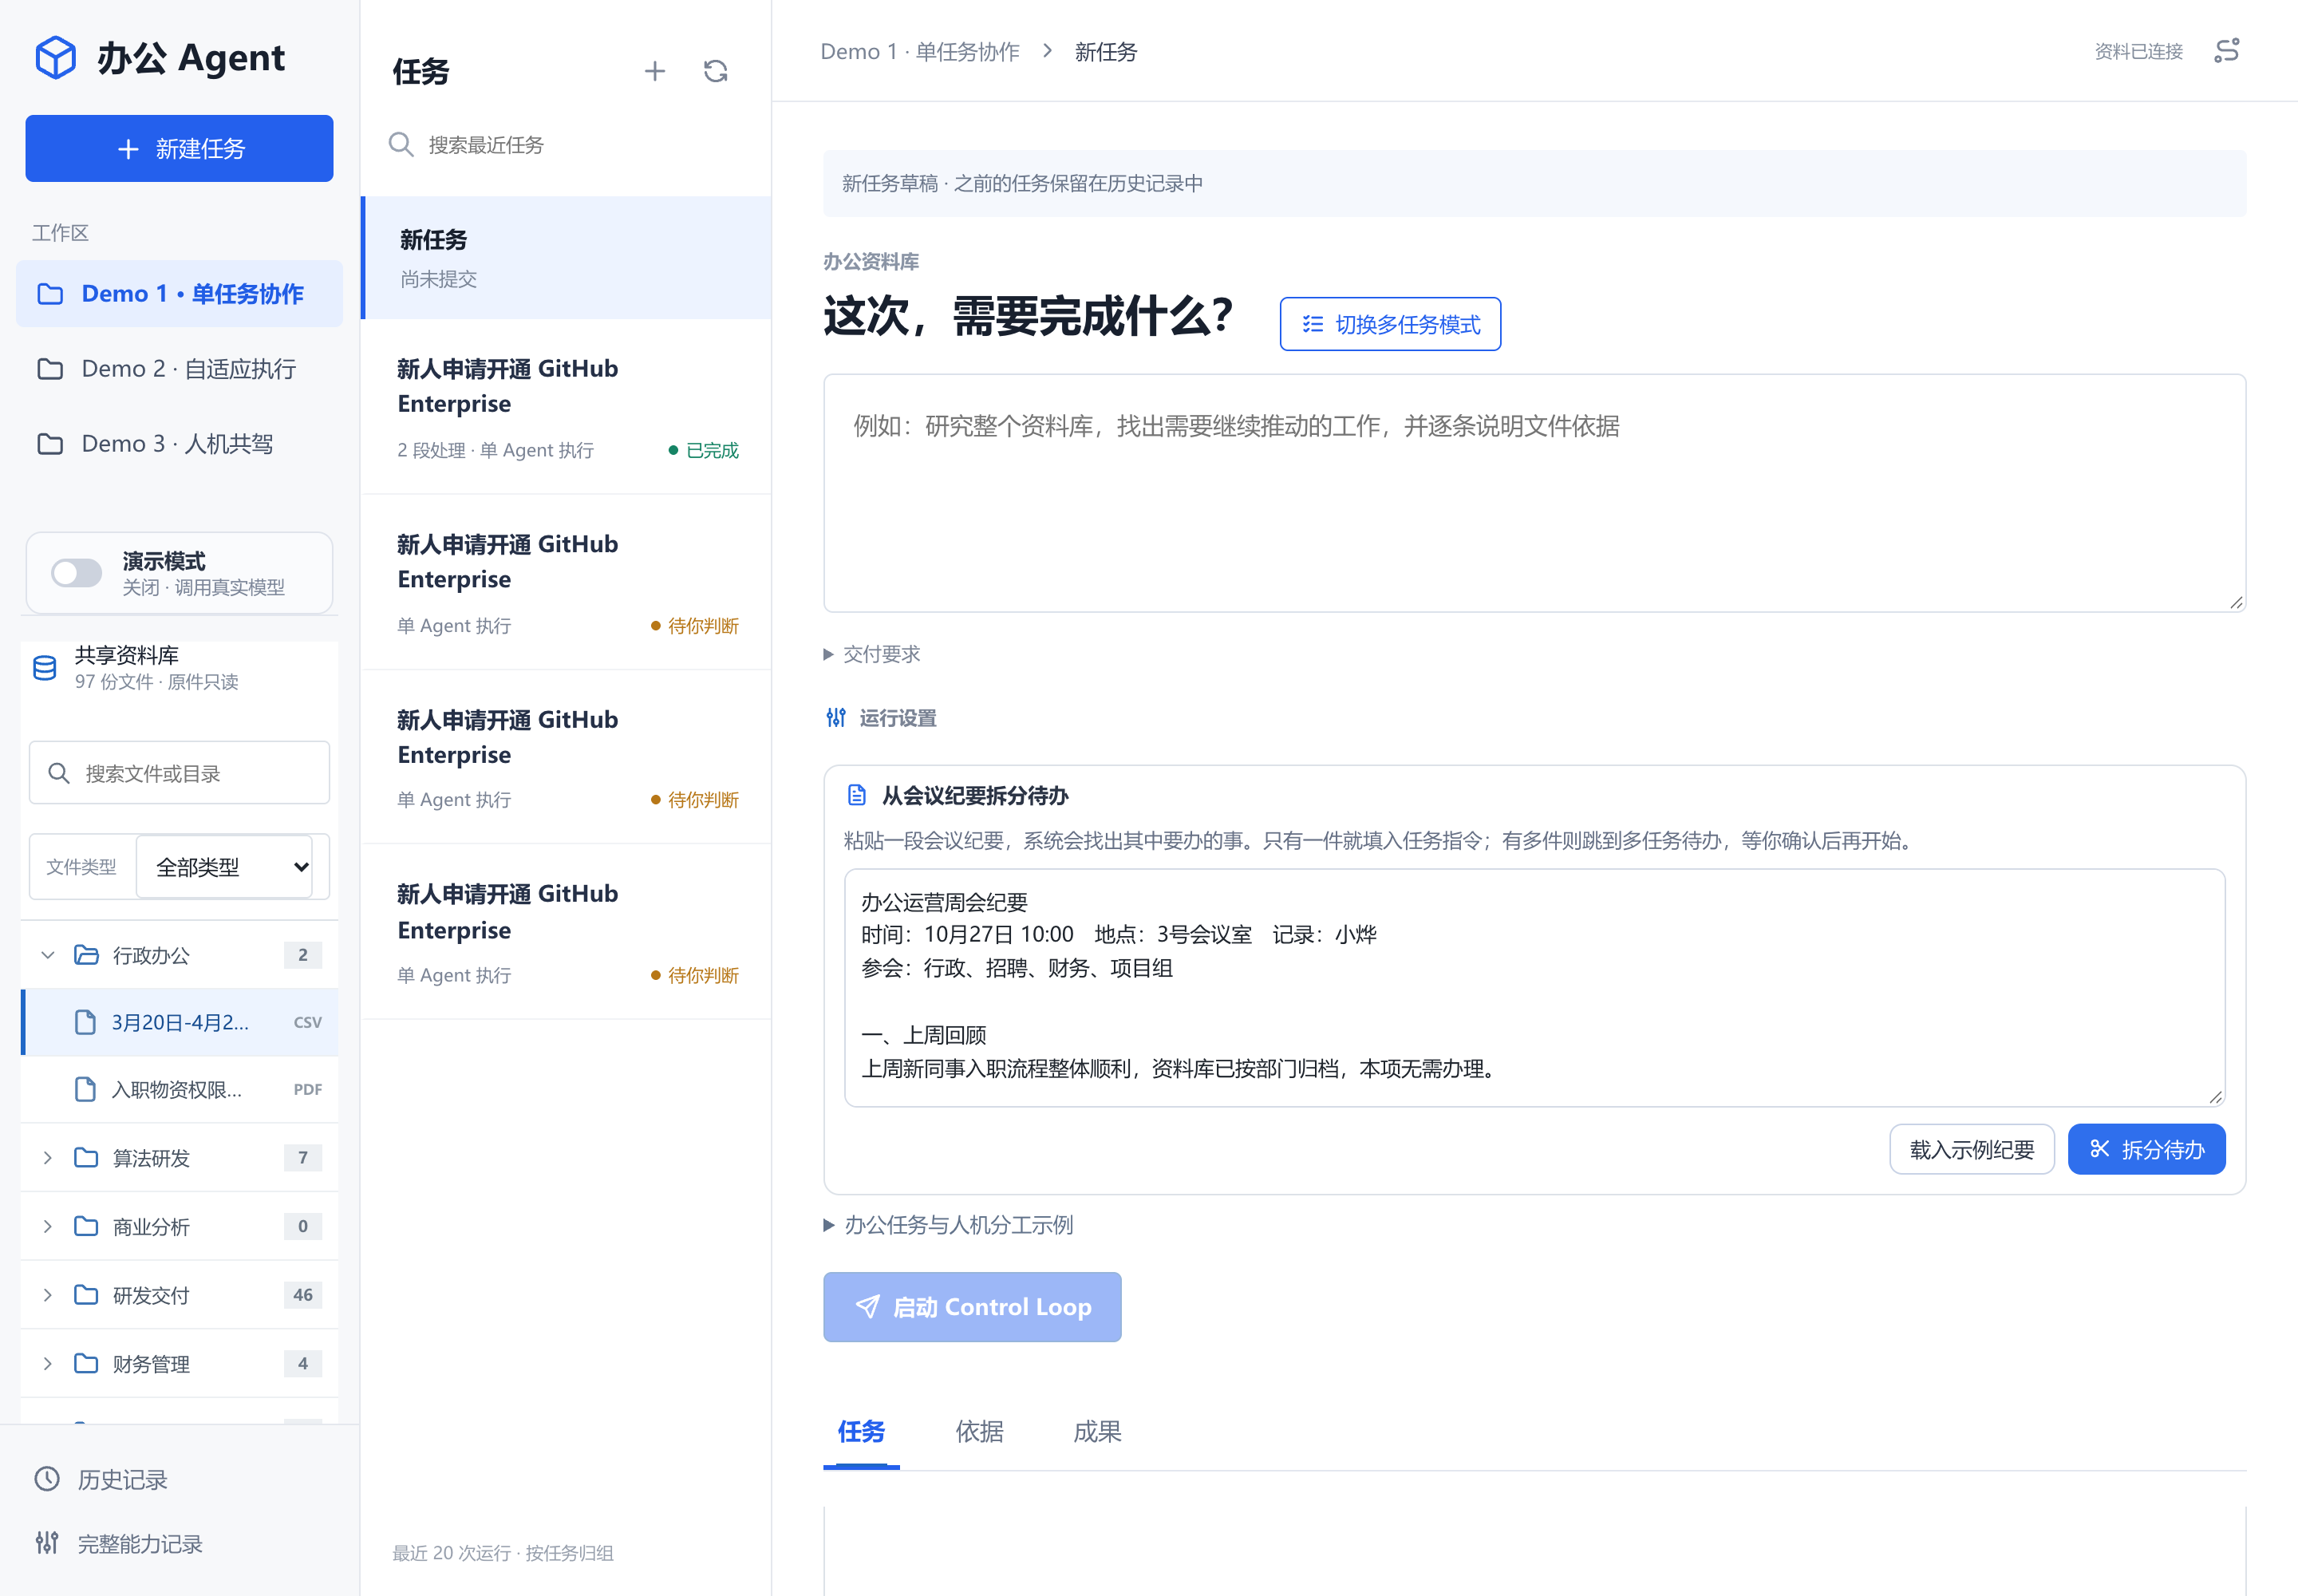 办公 Agent
新建任务
工作区
Demo 1 · 单任务协作
Demo 2 · 自适应执行
Demo 3 · 人机共驾
演示模式
关闭 · 调用真实模型
共享资料库
97 份文件 · 原件只读
搜索文件或目录
文件类型
全部类型
行政办公
2
3月20日-4月2...
CSV
入职物资权限...
PDF
算法研发
7
商业分析
0
研发交付
46
财务管理
4
历史记录
完整能力记录
任务
搜索最近任务
新任务
尚未提交
新人申请开通 GitHub
Enterprise
2 段处理 · 单 Agent 执行
已完成
新人申请开通 GitHub
Enterprise
单 Agent 执行
待你判断
新人申请开通 GitHub
Enterprise
单 Agent 执行
待你判断
新人申请开通 GitHub
Enterprise
单 Agent 执行
待你判断
最近 20 次运行 · 按任务归组
Demo 1 · 单任务协作 > 新任务
资料已连接
新任务草稿 · 之前的任务保留在历史记录中
办公资料库
这次，需要完成什么？
切换多任务模式
例如：研究整个资料库，找出需要继续推动的工作，并逐条说明文件依据
交付要求
运行设置
从会议纪要拆分待办
粘贴一段会议纪要，系统会找出其中要办的事。只有一件就填入任务指令；有多件则跳到多任务待办，等你确认后再开始。
办公运营周会纪要
时间：10月27日 10:00　地点：3号会议室　记录：小烨
参会：行政、招聘、财务、项目组
一、上周回顾
上周新同事入职流程整体顺利，资料库已按部门归档，本项无需办理。
载入示例纪要
拆分待办
办公任务与人机分工示例
启动 Control Loop
任务
依据
成果